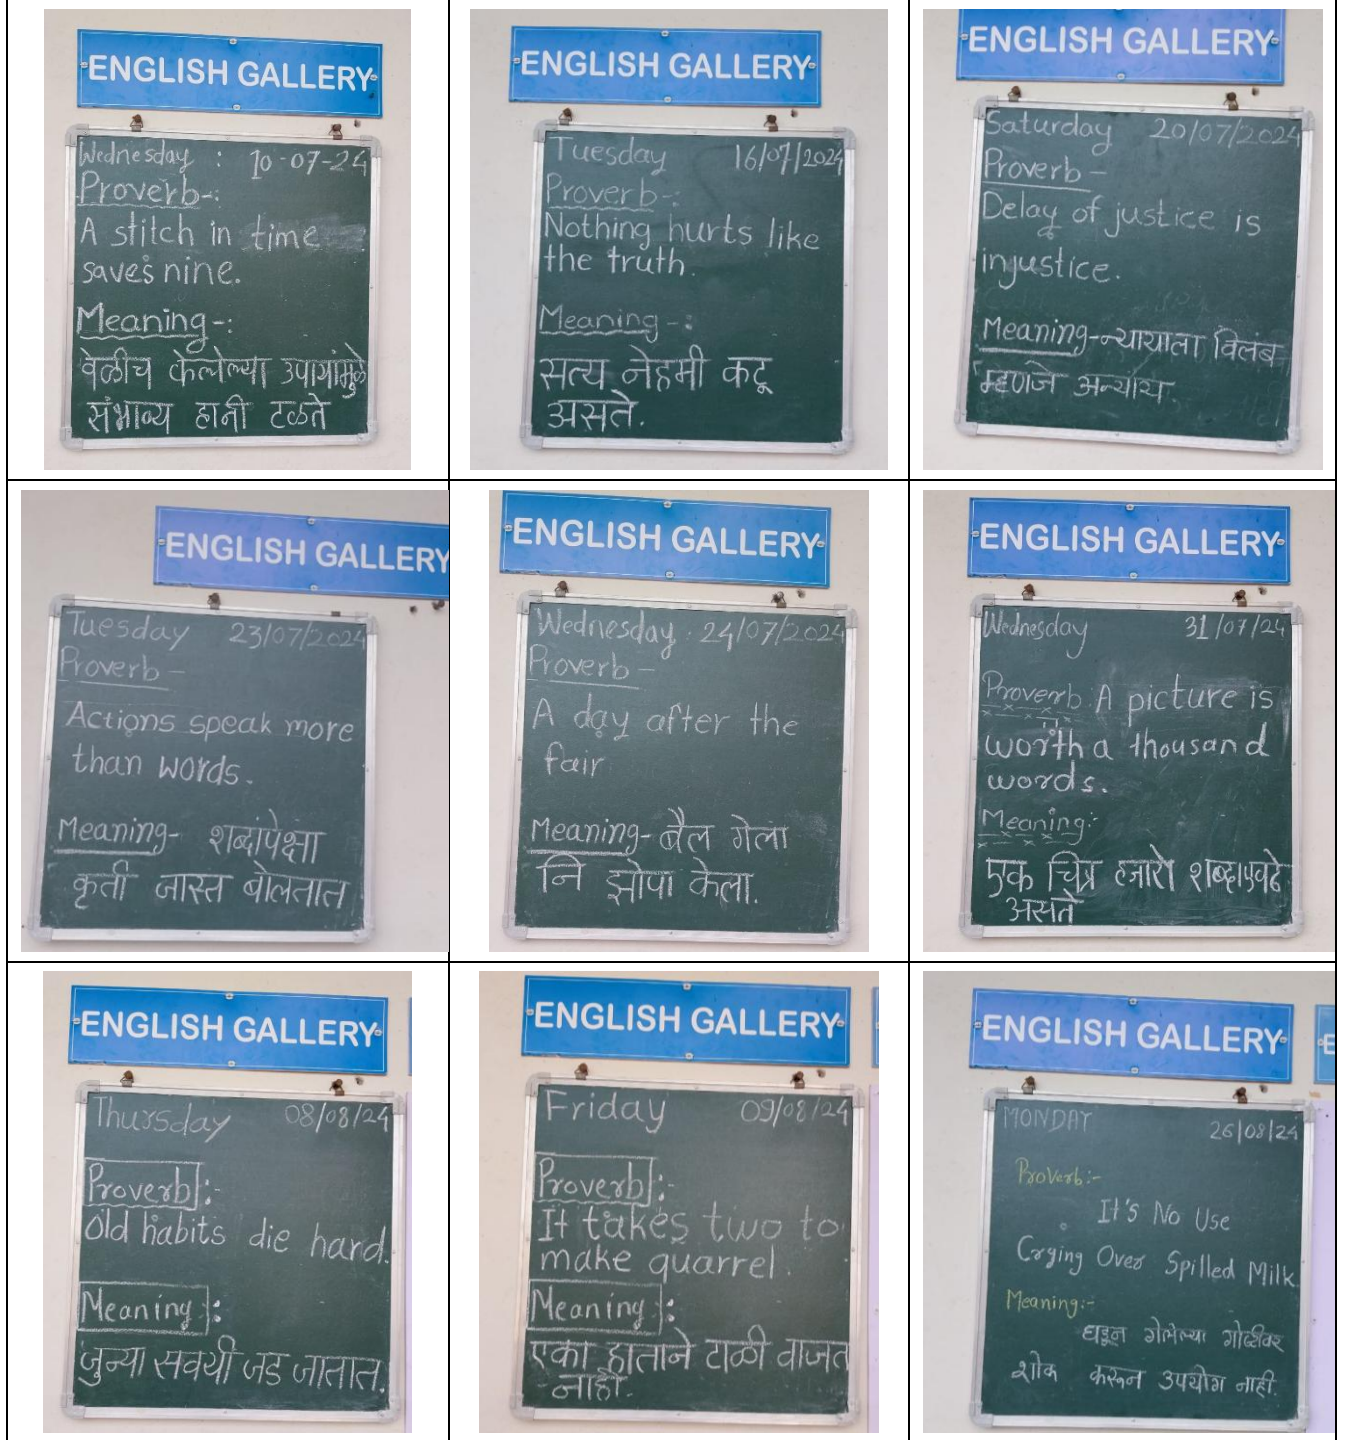 ENGLISH GALLERY
Wednesday : 10-07-24
Proverb-:
A stitch in time
saves nine.
Meaning-:
वेळीच केलेल्या उपायांमुळे
संभाव्य हानी टळते
ENGLISH GALLERY
Tuesday 16/07/2024
Proverb-:
Nothing hurts like
the truth.
Meaning-:
सत्य नेहमी कटू
असते.
ENGLISH GALLERY
Saturday 20/07/2024
Proverb-
Delay of justice is
injustice.
Meaning-न्यायाला विलंब
म्हणजे अन्याय.
ENGLISH GALLERY
Tuesday 23/07/2024
Proverb-
Actions speak more
than words.
Meaning- शब्दांपेक्षा
कृती जास्त बोलतात
ENGLISH GALLERY
Wednesday : 24/07/2024
Proverb-
A day after the
fair
Meaning- बैल गेला
नि झोपा केला.
ENGLISH GALLERY
Wednesday 31/07/24
Proverb: A picture is
worth a thousand
words.
Meaning:-
एक चित्र हजारो शब्दांएवढे
असते
ENGLISH GALLERY
Thursday 08/08/24
Proverb:-
Old habits die hard.
Meaning:
जुन्या सवयी जड जातात.
ENGLISH GALLERY
Friday 09/08/24
Proverb:-
It takes two to
make quarrel.
Meaning:
एका हाताने टाळी वाजत
नाही.
ENGLISH GALLERY
E
MONDAY 26/08/24
Proverb:-
It's No Use
Crying Over Spilled Milk
Meaning:-
घडून गेलेल्या गोष्टीवर
शोक करून उपयोग नाही.